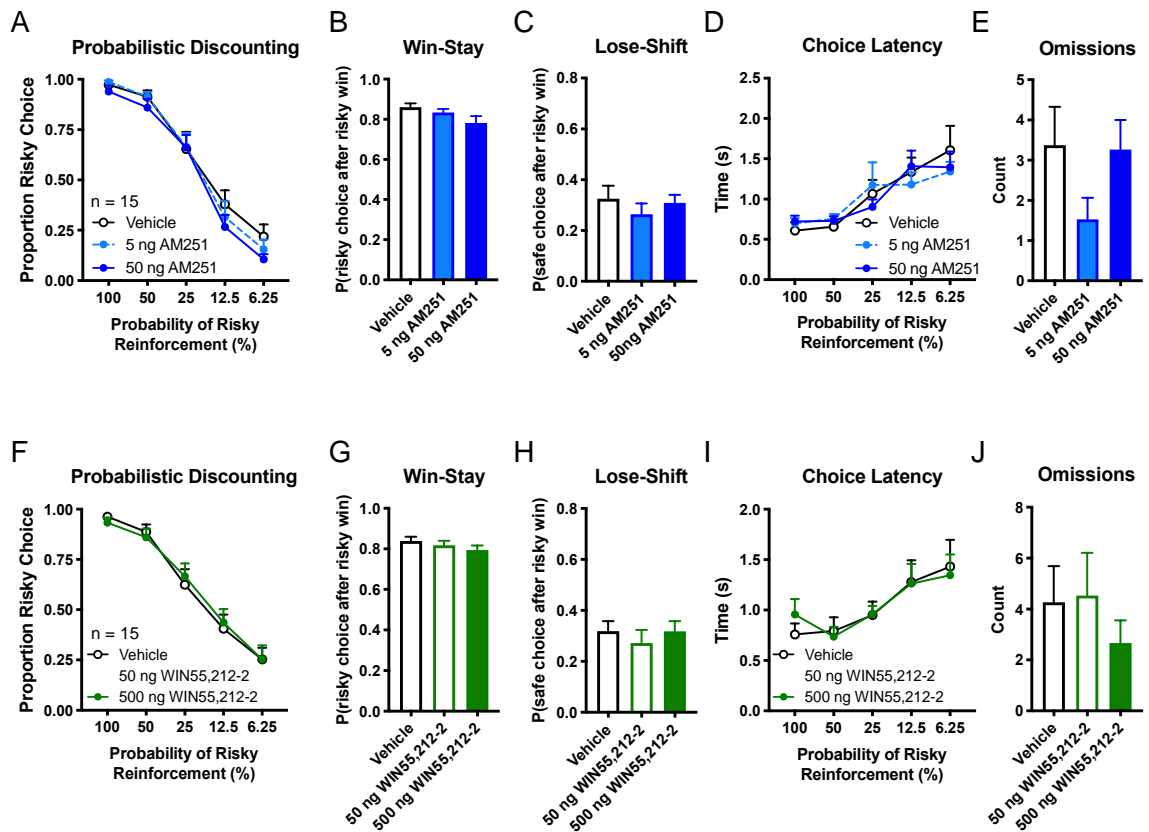 A
Probabilistic Discounting
Proportion Risky Choice
1.00
0.75
0.50
0.25
0.00
n = 15
Vehicle
5 ng AM251
50 ng AM251
100
50
25
12.5
6.25
Probability of Risky
Reinforcement (%)
B
Win-Stay
P(risky choice after risky win)
1.0
0.8
0.6
0.4
0.2
0.0
Vehicle
5 ng AM251
50 ng AM251
C
Lose-Shift
P(safe choice after risky win)
0.8
0.6
0.4
0.2
0.0
Vehicle
5 ng AM251
50ng AM251
D
Choice Latency
Time (s)
2.5
2.0
1.5
1.0
0.5
0.0
Vehicle
5 ng AM251
50 ng AM251
100
50
25
12.5
6.25
Probability of Risky
Reinforcement (%)
E
Omissions
Count
5
4
3
2
1
0
Vehicle
5 ng AM251
50 ng AM251
F
Probabilistic Discounting
Proportion Risky Choice
1.00
0.75
0.50
0.25
0.00
n = 15
Vehicle
50 ng WIN55,212-2
500 ng WIN55,212-2
100
50
25
12.5
6.25
Probability of Risky
Reinforcement (%)
G
Win-Stay
P(risky choice after risky win)
1.0
0.8
0.6
0.4
0.2
0.0
Vehicle
50 ng WIN55,212-2
500 ng WIN55,212-2
H
Lose-Shift
P(safe choice after risky win)
0.8
0.6
0.4
0.2
0.0
Vehicle
50 ng WIN55,212-2
500 ng WIN55,212-2
I
Choice Latency
Time (s)
2.0
1.5
1.0
0.5
0.0
Vehicle
50 ng WIN55,212-2
500 ng WIN55,212-2
100
50
25
12.5
6.25
Probability of Risky
Reinforcement (%)
J
Omissions
Count
8
6
4
2
0
Vehicle
50 ng WIN55,212-2
500 ng WIN55,212-2